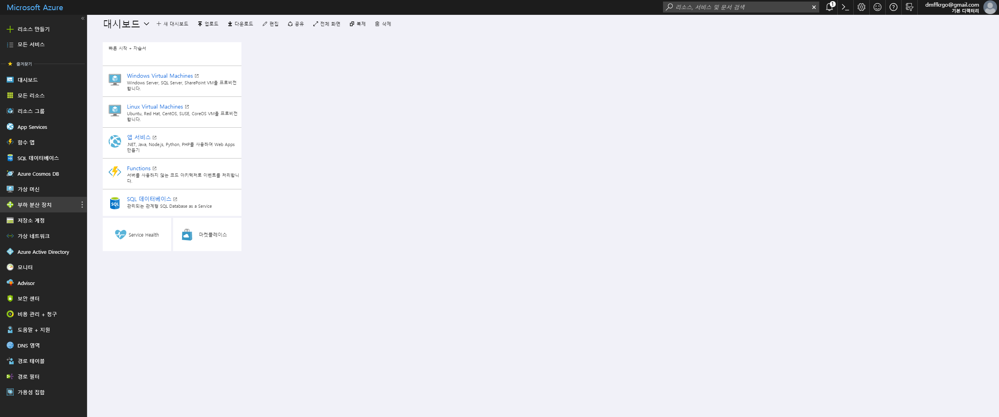 Microsoft Azure
리소스, 서비스 및 문서 검색
1
dmffkrgo@gmail.com
기본 디렉터리
리소스 만들기
모든 서비스
즐겨찾기
대시보드
모든 리소스
리소스 그룹
App Services
함수 앱
SQL 데이터베이스
Azure Cosmos DB
가상 머신
부하 분산 장치
저장소 계정
가상 네트워크
Azure Active Directory
모니터
Advisor
보안 센터
비용 관리 + 청구
도움말 + 지원
DNS 영역
경로 테이블
경로 필터
가용성 집합
대시보드
새 대시보드
업로드
다운로드
편집
공유
전체 화면
복제
삭제
빠른 시작 + 자습서
Windows Virtual Machines
Windows Server, SQL Server, SharePoint VM을 프로비전
합니다.
Linux Virtual Machines
Ubuntu, Red Hat, CentOS, SUSE, CoreOS VM을 프로비전
합니다.
앱 서비스
.NET, Java, Node.js, Python, PHP를 사용하여 Web Apps
만들기
Functions
서버를 사용하지 않는 코드 아키텍처로 이벤트를 처리합니
다.
SQL
SQL 데이터베이스
관리되는 관계형 SQL Database as a Service
Service Health
마켓플레이스